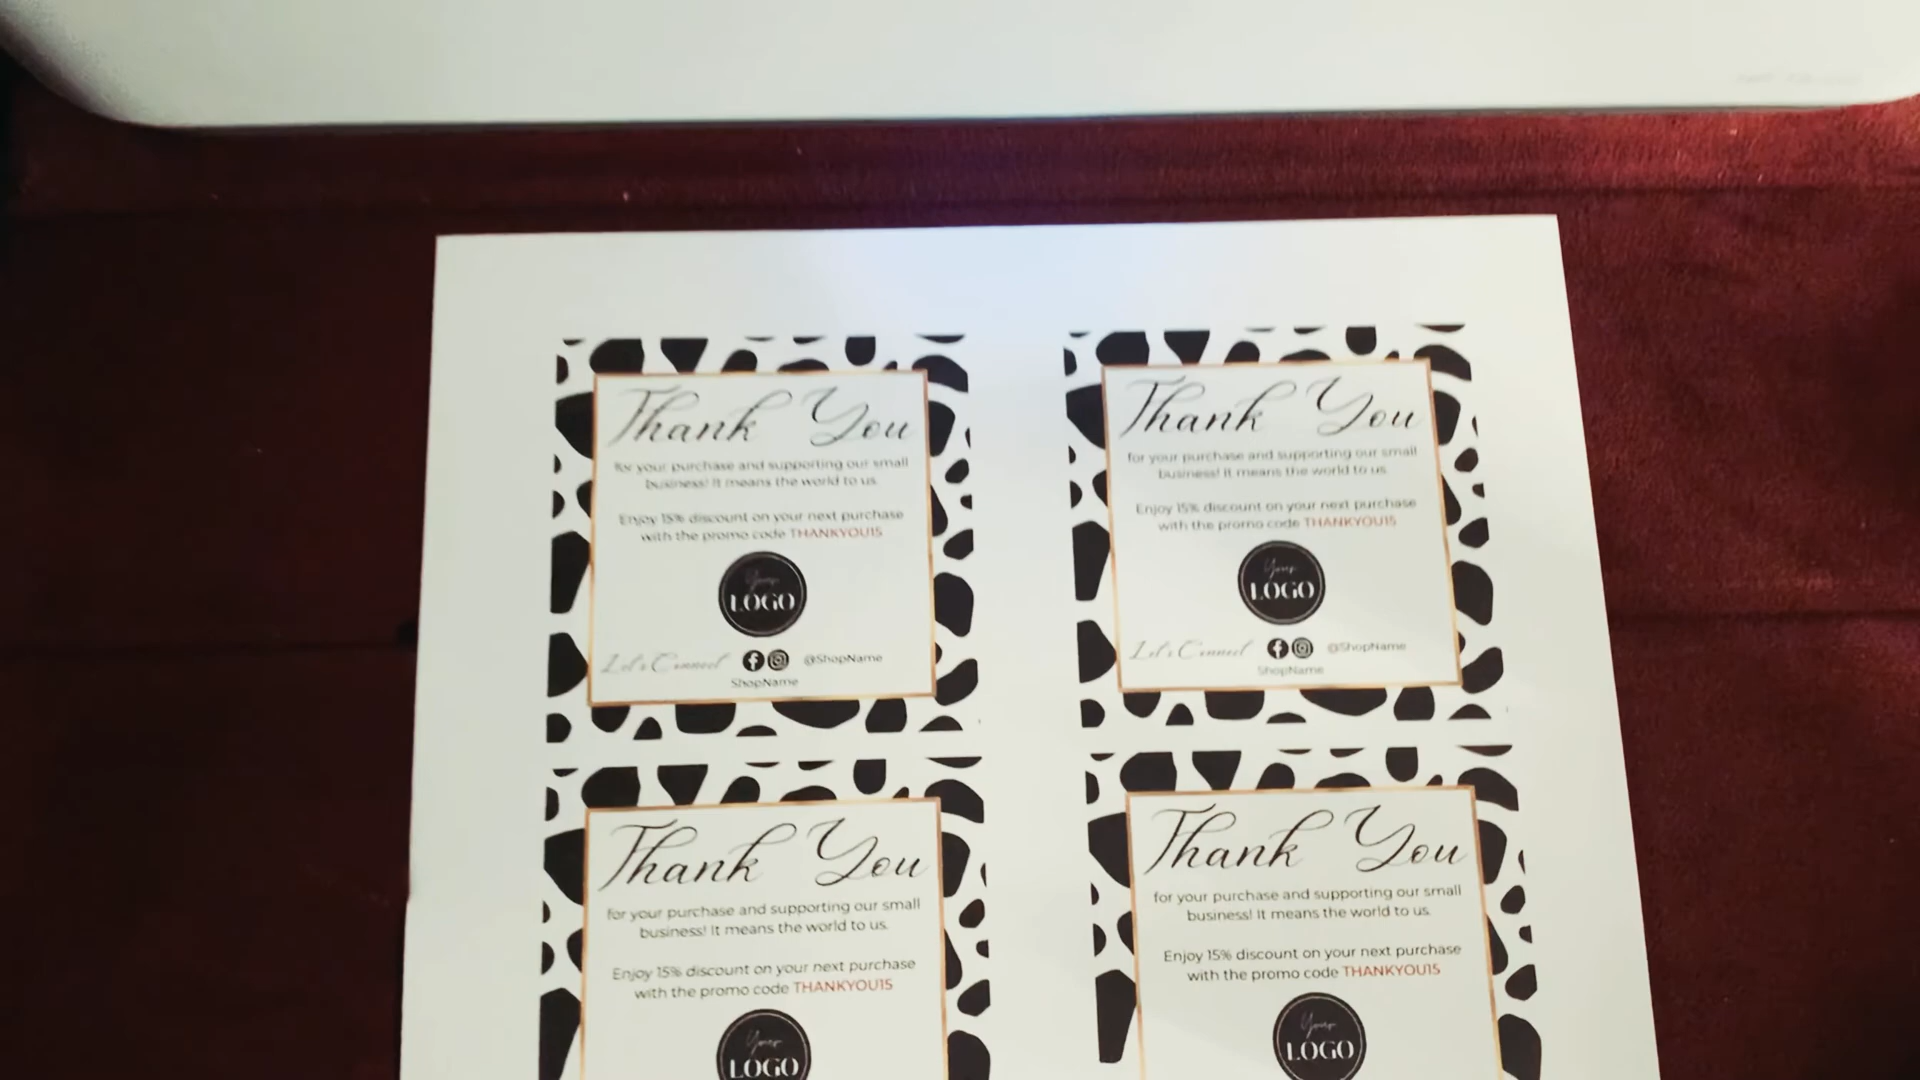 Thank You
for your purchase and supporting our small
business! It means the world to us.
Enjoy 15% discount on your next purchase
with the promo code THANKYOU15
Your
LOGO
Let's Connect @ShopName
ShopName
Thank You
for your purchase and supporting our small
business! It means the world to us.
Enjoy 15% discount on your next purchase
with the promo code THANKYOU15
Your
LOGO
Let's Connect @ShopName
ShopName
Thank You
for your purchase and supporting our small
business! It means the world to us.
Enjoy 15% discount on your next purchase
with the promo code THANKYOU15
Your
LOGO
Thank You
for your purchase and supporting our small
business! It means the world to us.
Enjoy 15% discount on your next purchase
with the promo code THANKYOU15
Your
LOGO